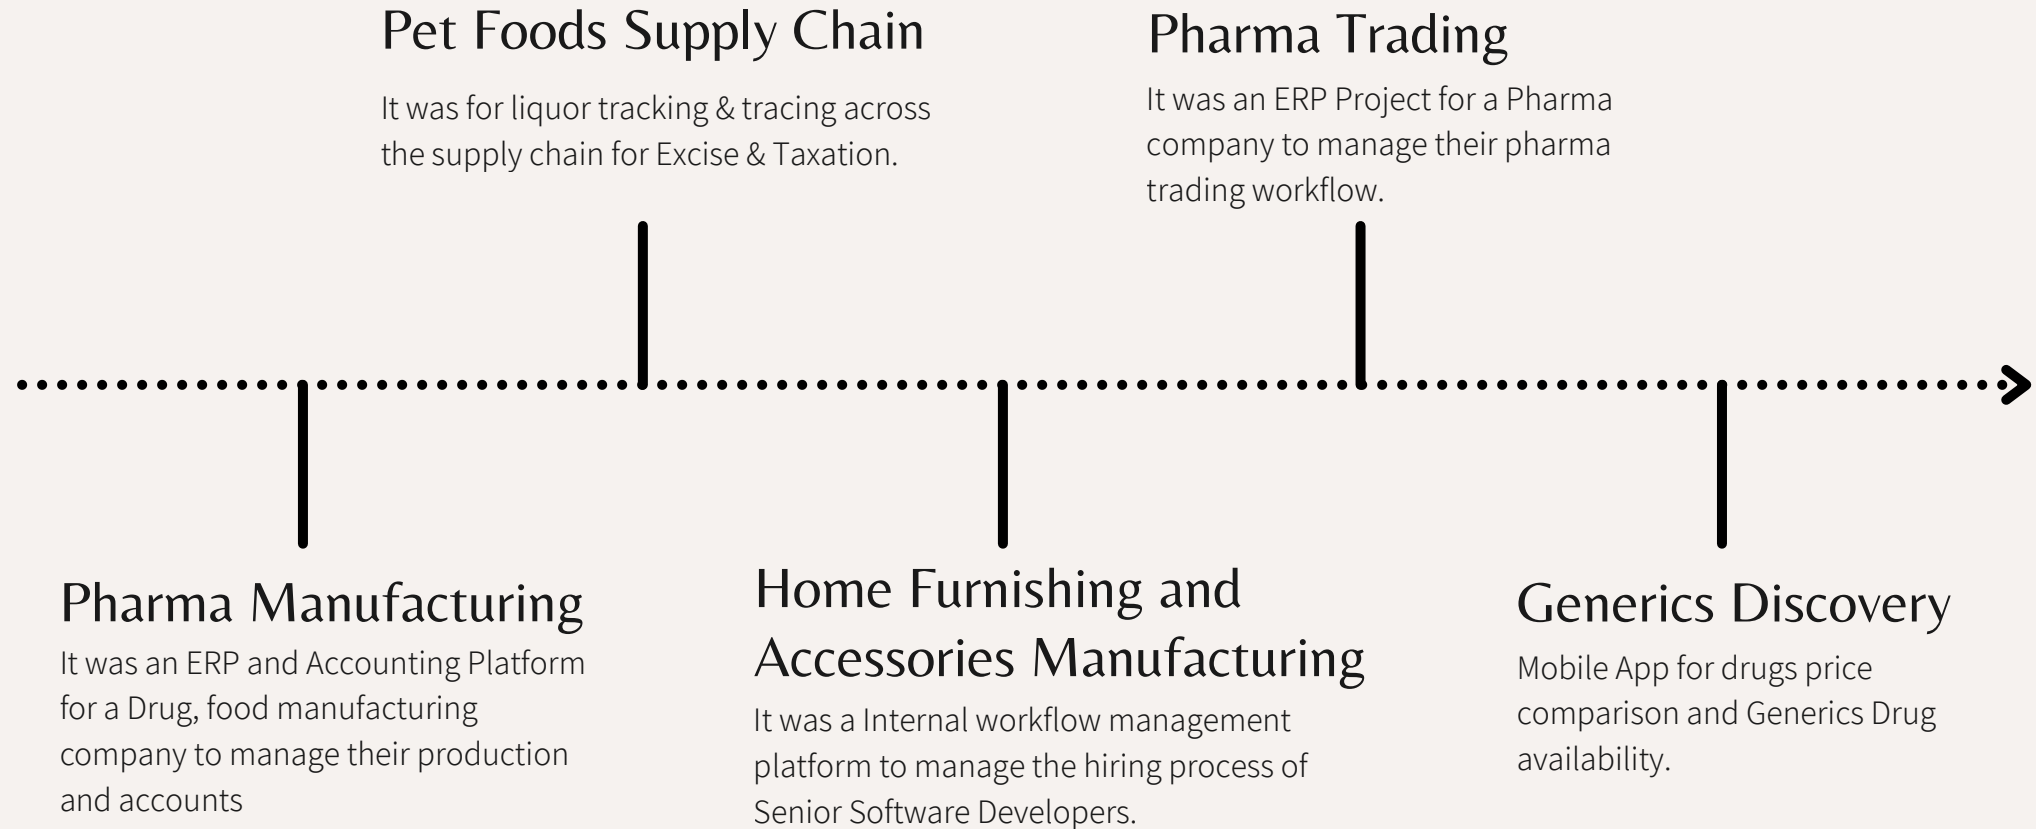 Pet Foods Supply Chain
It was for liquor tracking & tracing across
the supply chain for Excise & Taxation.
Pharma Trading
It was an ERP Project for a Pharma
company to manage their pharma
trading workflow.
Pharma Manufacturing
It was an ERP and Accounting Platform
for a Drug, food manufacturing
company to manage their production
and accounts
Home Furnishing and
Accessories Manufacturing
It was a Internal workflow management
platform to manage the hiring process of
Senior Software Developers.
Generics Discovery
Mobile App for drugs price
comparison and Generics Drug
availability.